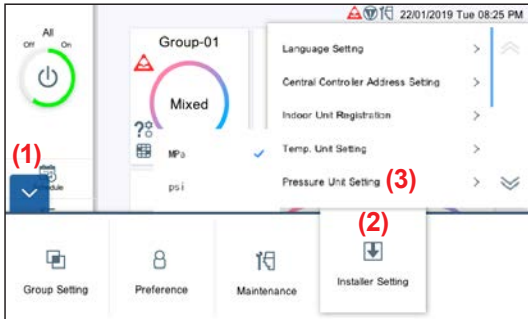 22/01/2019 Tue 08:25 PM
All
Off On
Group-01
Mixed
Language Setting
Central Controller Address Setting
Indoor Unit Registration
Temp. Unit Setting
Pressure Unit Setting (3)
MPa
psi
(1)
(2)
Group Setting
Preference
Maintenance
Installer Setting